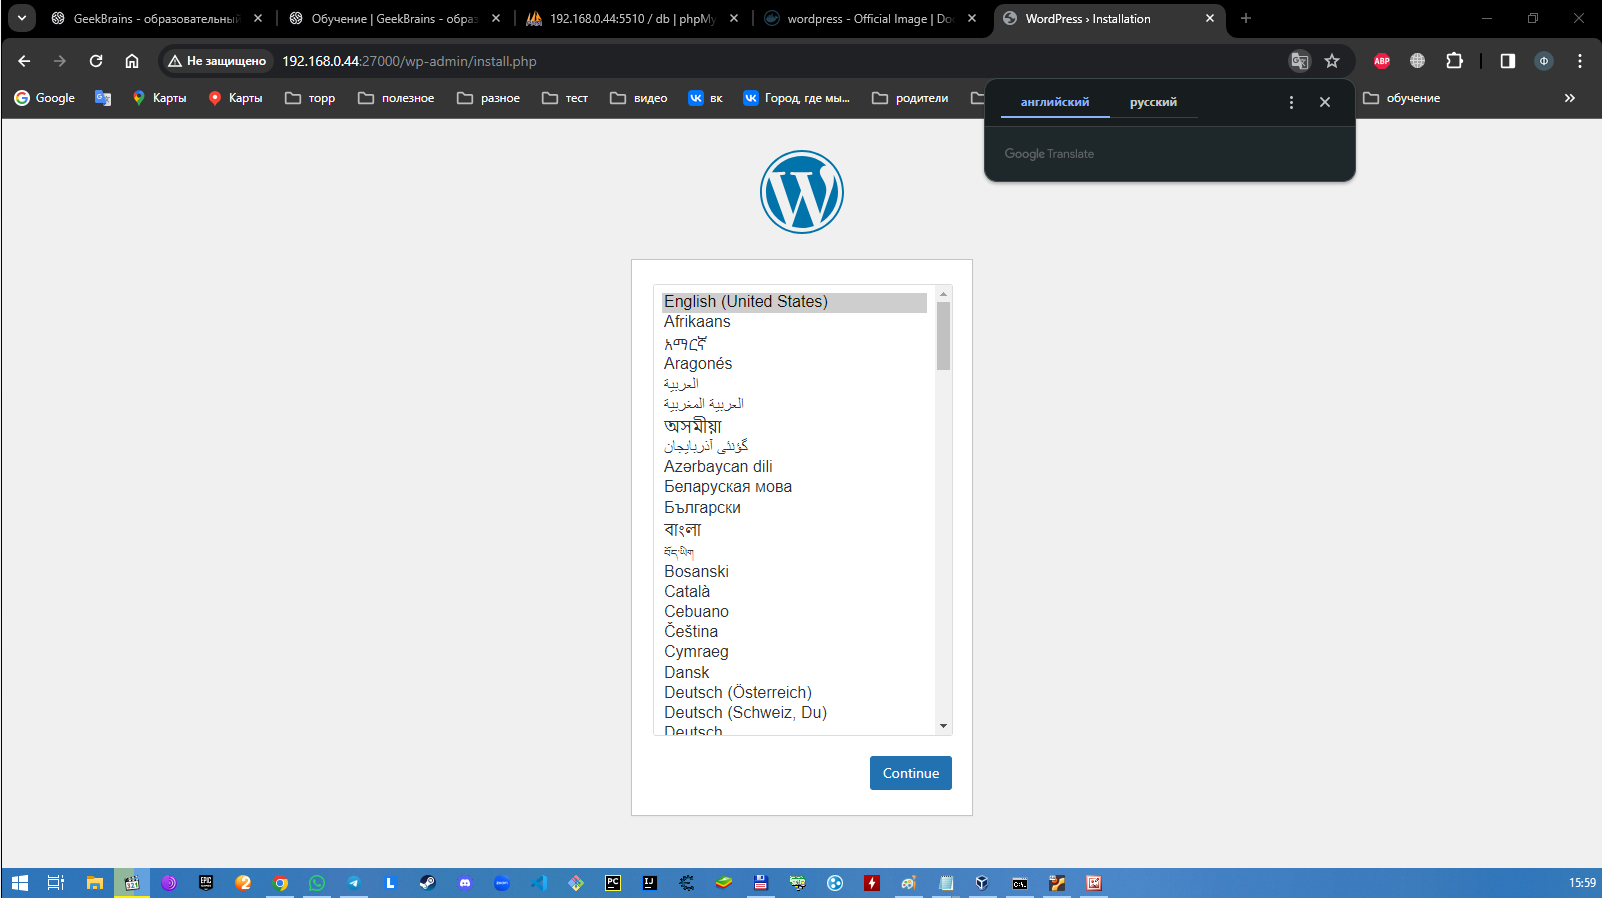 GeekBrains - образовательный
Обучение | GeekBrains - образ
192.168.0.44:5510 / db | phpMy
wordpress - Official Image | Do
WordPress › Installation
Не защищено
192.168.0.44:27000/wp-admin/install.php
ABP
Ф
Google
Карты
Карты
торр
полезное
разное
тест
видео
вк
Город, где мы...
родители
обучение
английский
русский
Google Translate
English (United States)
Afrikaans
አማርኛ
Aragonés
العربية
العربية المغربية
অসমীয়া
گؤنئی آذربایجان
Azərbaycan dili
Беларуская мова
Български
বাংলা
བོད་ཡིག
Bosanski
Català
Cebuano
Čeština
Cymraeg
Dansk
Deutsch (Österreich)
Deutsch (Schweiz, Du)
Deutsch
Continue
15:59